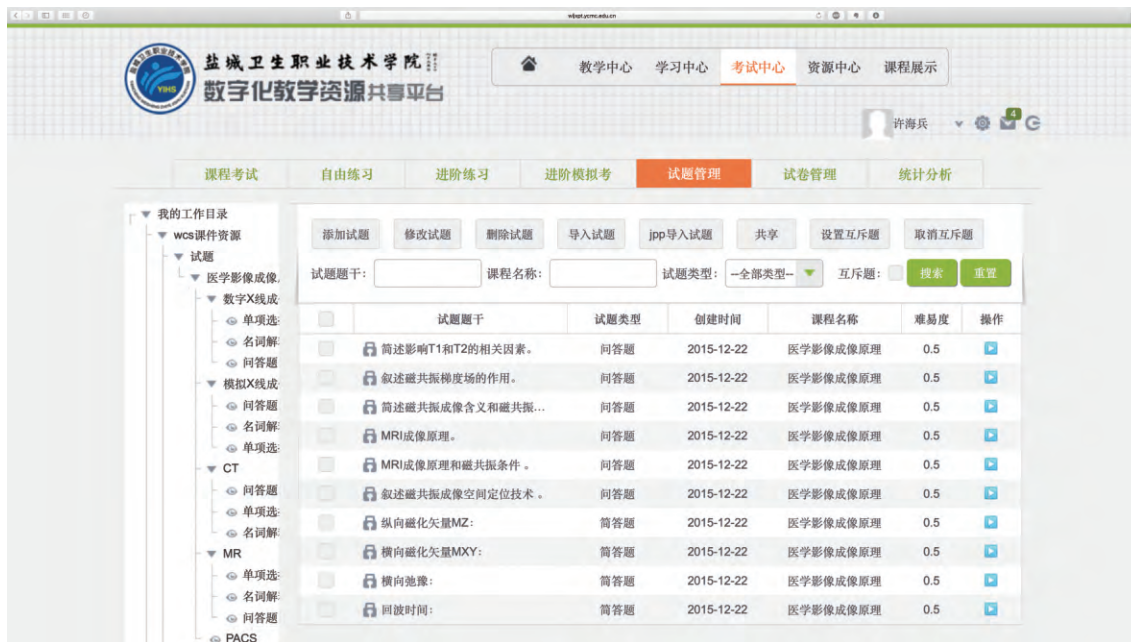 wjxpt.ycmc.edu.cn
YIHS
盐城卫生职业技术学院
数字化教学资源共享平台
教学中心 学习中心 考试中心 资源中心 课程展示
许海兵 4
课程考试 自由练习 进阶练习 进阶模拟考 试题管理 试卷管理 统计分析
我的工作目录
wcs课件资源
试题
医学影像成像
数字X线成
单项选
名词解
问答题
模拟X线成
问答题
名词解
单项选
CT
问答题
单项选
名词解
MR
单项选
名词解
问答题
PACS
添加试题 修改试题 删除试题 导入试题 jpp导入试题 共享 设置互斥题 取消互斥题
试题题干: 课程名称: 试题类型: --全部类型-- 互斥题: 搜索 重置
试题题干 试题类型 创建时间 课程名称 难易度 操作
简述影响T1和T2的相关因素。 问答题 2015-12-22 医学影像成像原理 0.5
叙述磁共振梯度场的作用。 问答题 2015-12-22 医学影像成像原理 0.5
简述磁共振成像含义和磁共振... 问答题 2015-12-22 医学影像成像原理 0.5
MRI成像原理。 问答题 2015-12-22 医学影像成像原理 0.5
MRI成像原理和磁共振条件 。 问答题 2015-12-22 医学影像成像原理 0.5
叙述磁共振成像空间定位技术 。 问答题 2015-12-22 医学影像成像原理 0.5
纵向磁化矢量MZ: 简答题 2015-12-22 医学影像成像原理 0.5
横向磁化矢量MXY: 简答题 2015-12-22 医学影像成像原理 0.5
横向弛豫: 简答题 2015-12-22 医学影像成像原理 0.5
回波时间: 简答题 2015-12-22 医学影像成像原理 0.5